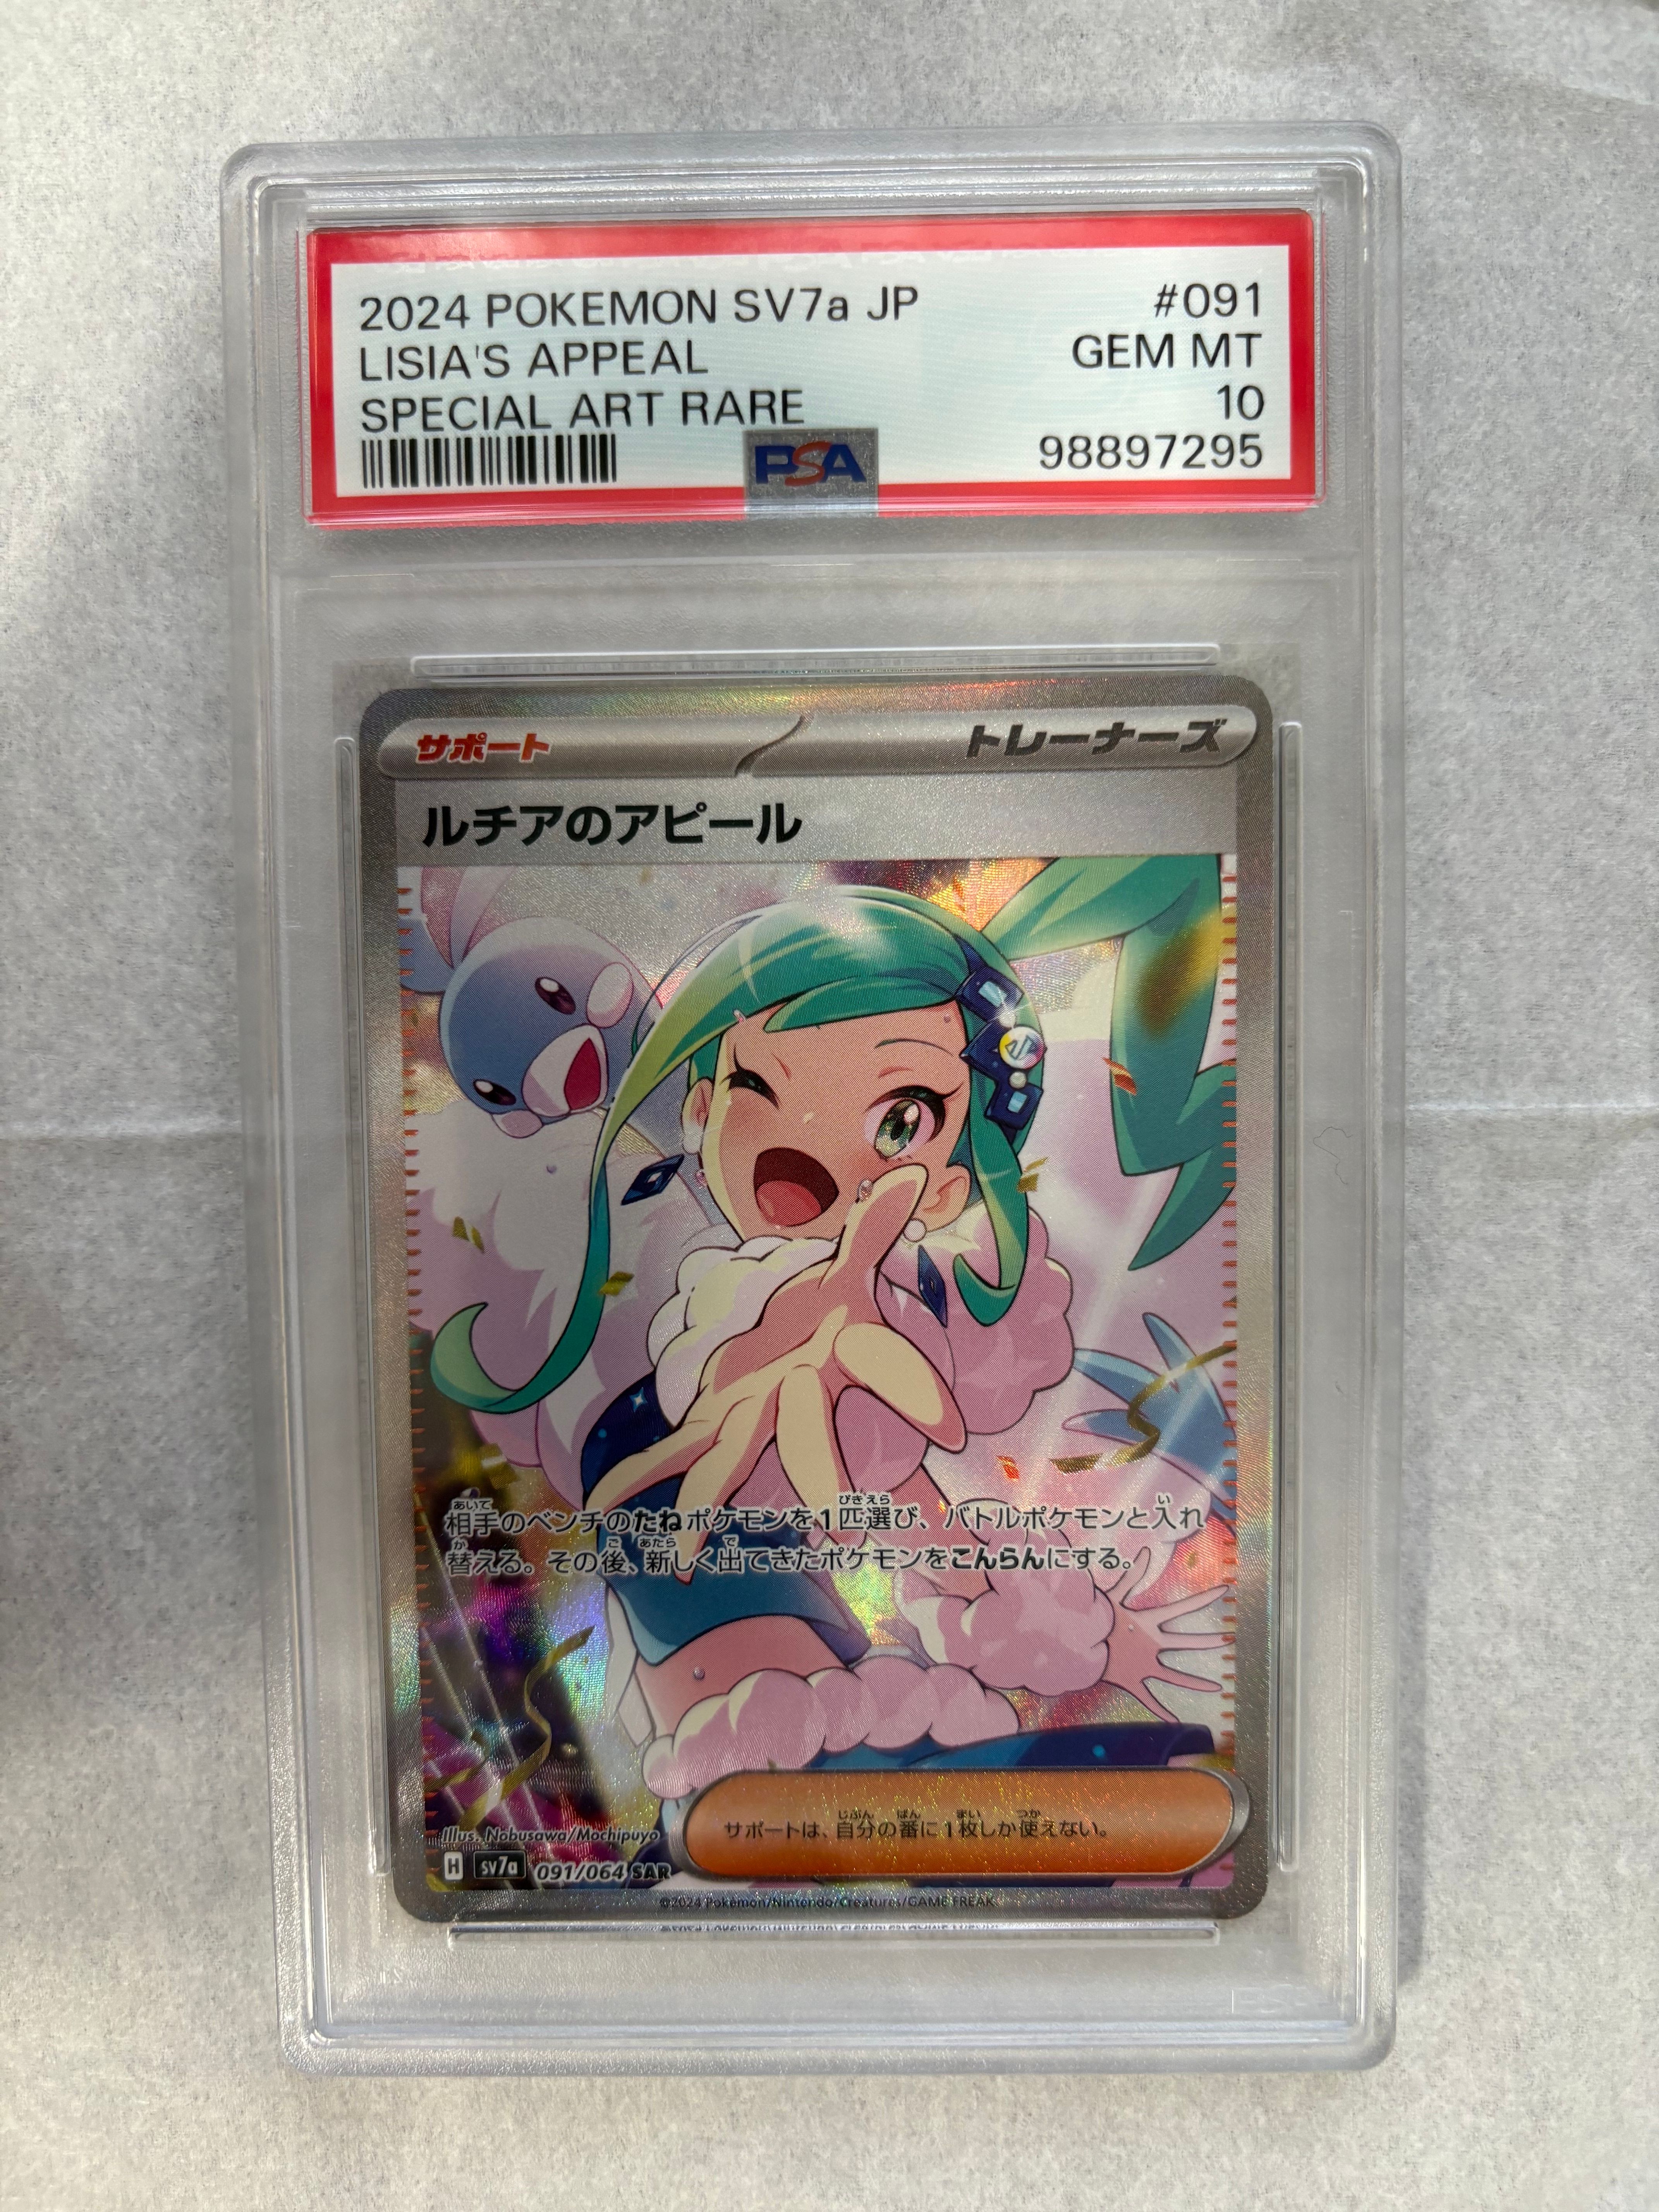 2024 POKEMON SV7a JP #091
LISIA'S APPEAL GEM MT
SPECIAL ART RARE 10
PSA 98897295
サポート トレーナーズ
ルチアのアピール
相手のベンチのたねポケモンを1匹選び、バトルポケモンと入れ
替える。その後、新しく出てきたポケモンをこんらんにする。
サポートは、自分の番に1枚しか使えない。
Illus. Nobusawa/Mochipuyo
H SV7a 091/064 SAR
©2024 Pokémon/Nintendo/Creatures/GAME FREAK